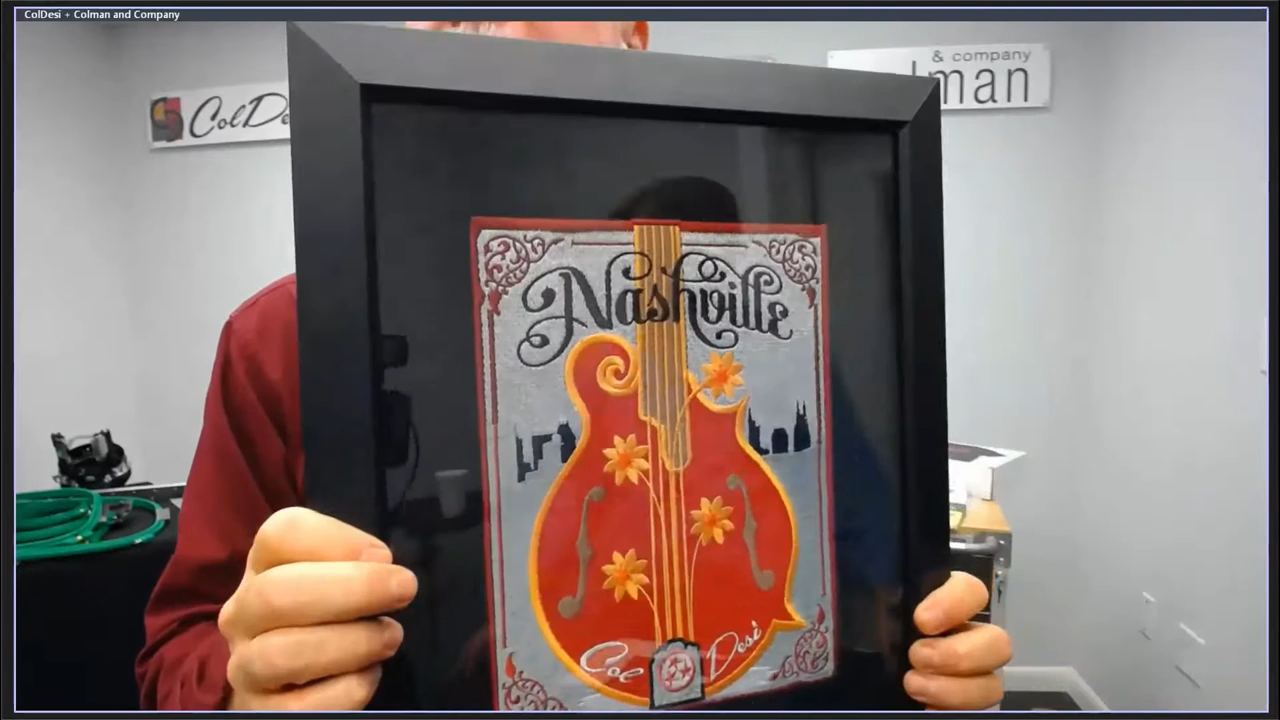 ColDesi + Colman and Company
& company
lman
ColDe
Nashville
Col Desi